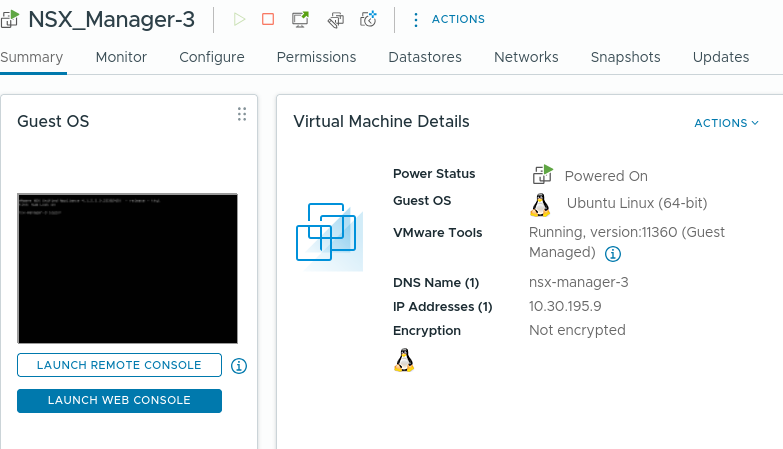 NSX_Manager-3
ACTIONS
Summary Monitor Configure Permissions Datastores Networks Snapshots Updates
Guest OS
LAUNCH REMOTE CONSOLE
LAUNCH WEB CONSOLE
Virtual Machine Details
ACTIONS
Power Status Powered On
Guest OS Ubuntu Linux (64-bit)
VMware Tools Running, version:11360 (Guest
Managed)
DNS Name (1) nsx-manager-3
IP Addresses (1) 10.30.195.9
Encryption Not encrypted